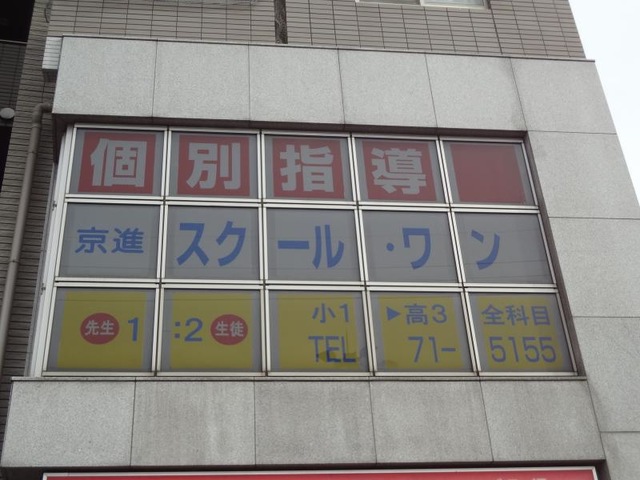 個別指導
京進スクール・ワン
先生1:2生徒 小1▶高3 全科目
TEL 71-5155